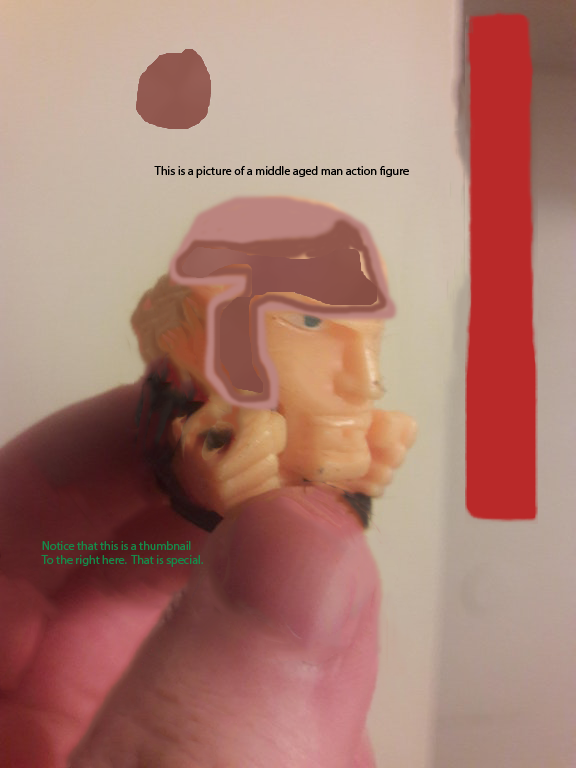 This is a picture of a middle aged man action figure
Notice that this is a thumbnail
To the right here.  That is special.